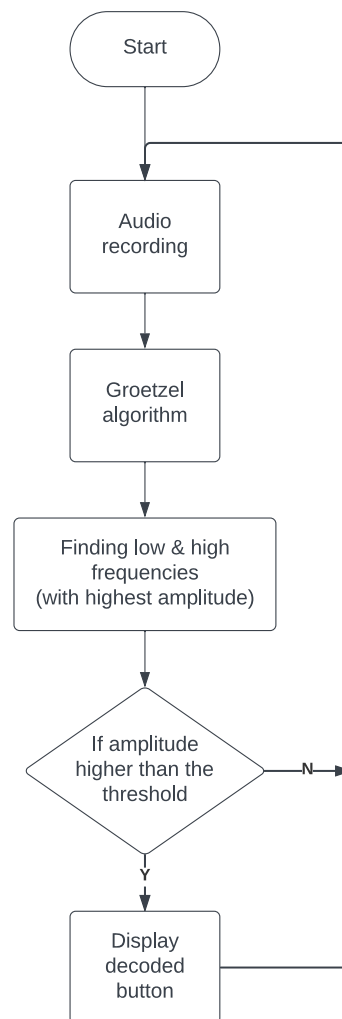 Start
Audio
recording
Groetzel
algorithm
Finding low & high
frequencies
(with highest amplitude)
If amplitude
higher than the
threshold
N
Y
Display
decoded
button